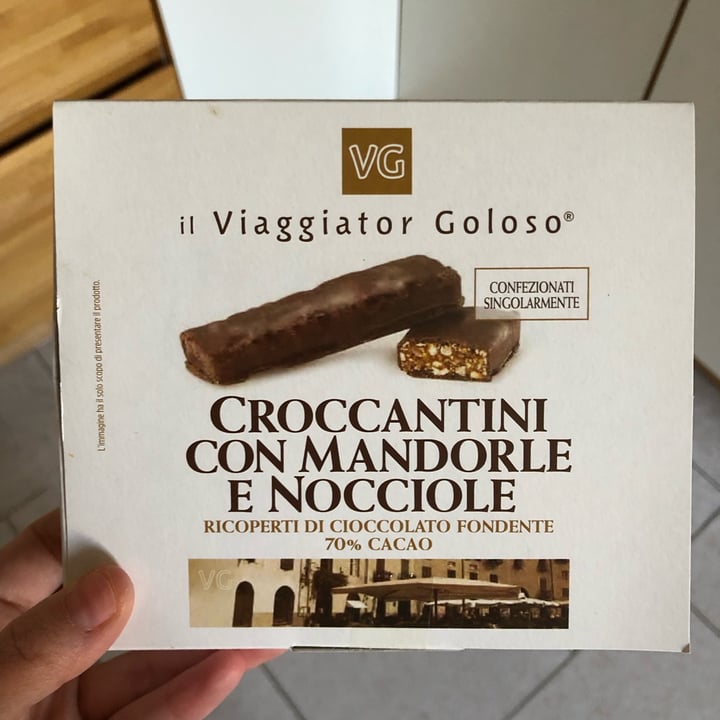 VG
il Viaggiator Goloso®
CONFEZIONATI
SINGOLARMENTE
L'immagine ha il solo scopo di presentare il prodotto.
CROCCANTINI
CON MANDORLE
E NOCCIOLE
RICOPERTI DI CIOCCOLATO FONDENTE
70% CACAO
VG